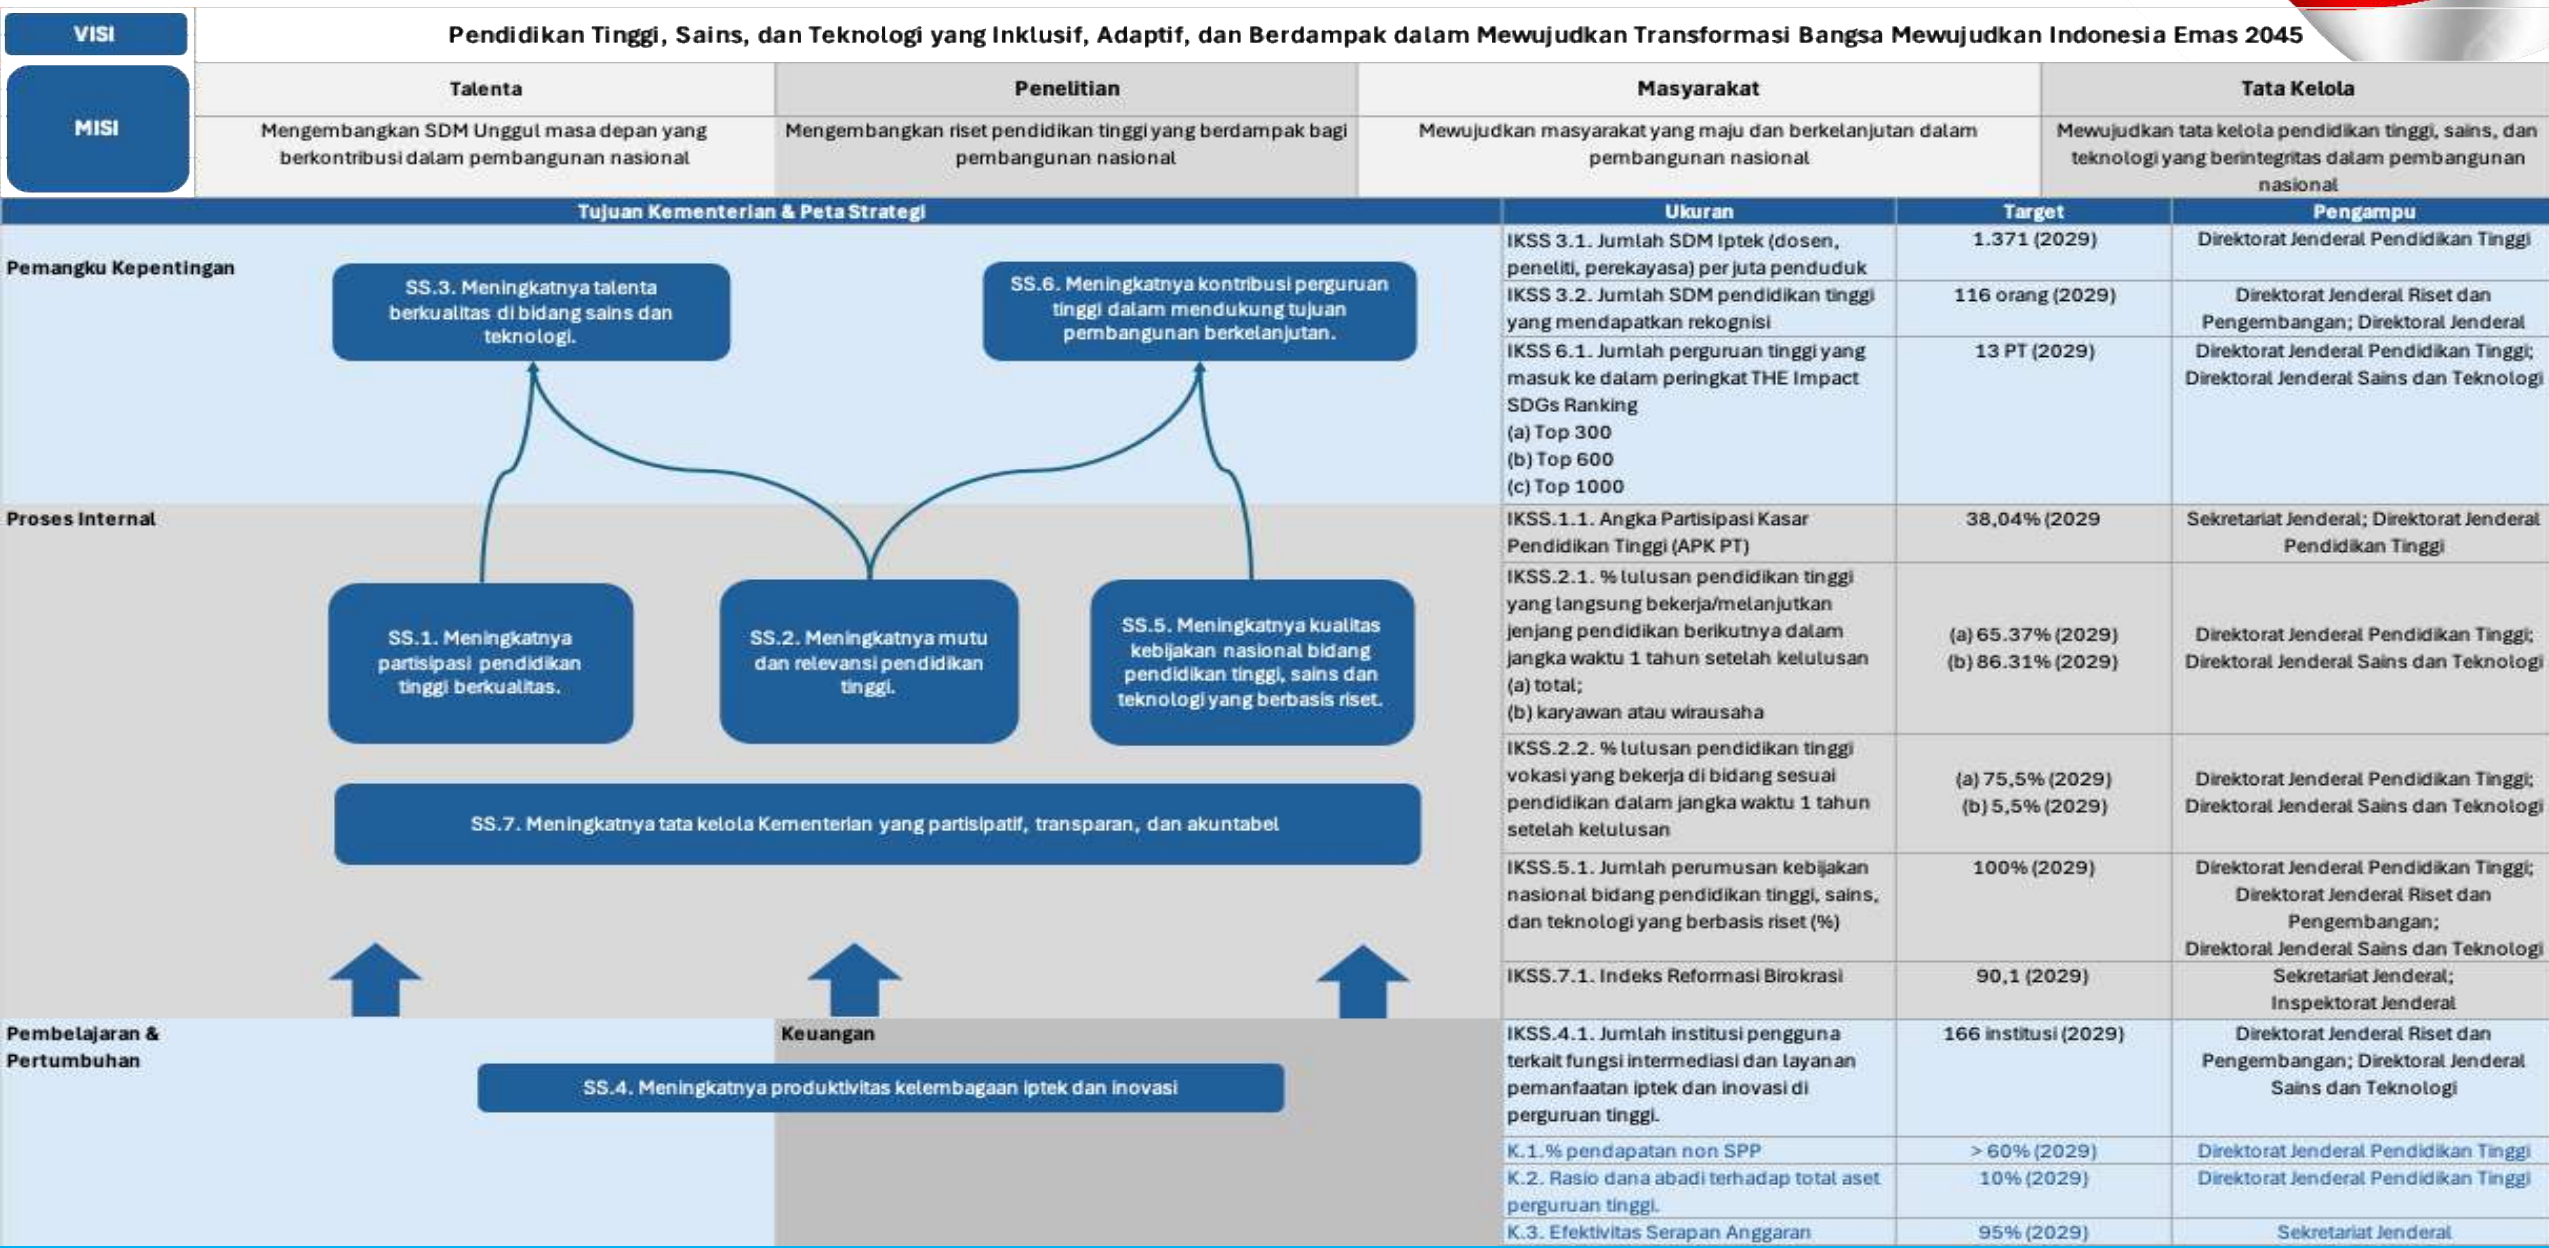 VISI
Pendidikan Tinggi, Sains, dan Teknologi yang Inklusif, Adaptif, dan Berdampak dalam Mewujudkan Transformasi Bangsa Mewujudkan Indonesia Emas 2045
MISI
Talenta
Mengembangkan SDM Unggul masa depan yang
berkontribusi dalam pembangunan nasional
Penelitian
Mengembangkan riset pendidikan tinggi yang berdampak bagi
pembangunan nasional
Masyarakat
Mewujudkan masyarakat yang maju dan berkelanjutan dalam
pembangunan nasional
Tata Kelola
Mewujudkan tata kelola pendidikan tinggi, sains, dan
teknologi yang berintegritas dalam pembangunan
nasional
Tujuan Kementerian & Peta Strategi
Pemangku Kepentingan
SS.3. Meningkatnya talenta
berkualitas di bidang sains dan
teknologi.
SS.6. Meningkatnya kontribusi perguruan
tinggi dalam mendukung tujuan
pembangunan berkelanjutan.
Proses Internal
SS.1. Meningkatnya
partisipasi pendidikan
tinggi berkualitas.
SS.2. Meningkatnya mutu
dan relevansi pendidikan
tinggi.
SS.5. Meningkatnya kualitas
kebijakan nasional bidang
pendidikan tinggi, sains dan
teknologi yang berbasis riset.
SS.7. Meningkatnya tata kelola Kementerian yang partisipatif, transparan, dan akuntabel
Pembelajaran &
Pertumbuhan
Keuangan
SS.4. Meningkatnya produktivitas kelembagaan iptek dan inovasi
Ukuran
Target
Pengampu
IKSS 3.1. Jumlah SDM Iptek (dosen,
peneliti, perekayasa) per juta penduduk
1.371 (2029)
Direktorat Jenderal Pendidikan Tinggi
IKSS 3.2. Jumlah SDM pendidikan tinggi
yang mendapatkan rekognisi
116 orang (2029)
Direktorat Jenderal Riset dan
Pengembangan; Direktoral Jenderal
IKSS 6.1. Jumlah perguruan tinggi yang
masuk ke dalam peringkat THE Impact
SDGs Ranking
(a) Top 300
(b) Top 600
(c) Top 1000
13 PT (2029)
Direktorat Jenderal Pendidikan Tinggi;
Direktoral Jenderal Sains dan Teknologi
IKSS.1.1. Angka Partisipasi Kasar
Pendidikan Tinggi (APK PT)
38,04% (2029
Sekretariat Jenderal; Direktorat Jenderal
Pendidikan Tinggi
IKSS.2.1. % lulusan pendidikan tinggi
yang langsung bekerja/melanjutkan
jenjang pendidikan berikutnya dalam
jangka waktu 1 tahun setelah kelulusan
(a) total;
(b) karyawan atau wirausaha
(a) 65.37% (2029)
(b) 86.31% (2029)
Direktorat Jenderal Pendidikan Tinggi;
Direktoral Jenderal Sains dan Teknologi
IKSS.2.2. % lulusan pendidikan tinggi
vokasi yang bekerja di bidang sesuai
pendidikan dalam jangka waktu 1 tahun
setelah kelulusan
(a) 75,5% (2029)
(b) 5,5% (2029)
Direktorat Jenderal Pendidikan Tinggi;
Direktoral Jenderal Sains dan Teknologi
IKSS.5.1. Jumlah perumusan kebijakan
nasional bidang pendidikan tinggi, sains,
dan teknologi yang berbasis riset (%)
100% (2029)
Direktorat Jenderal Pendidikan Tinggi;
Direktorat Jenderal Riset dan
Pengembangan;
Direktoral Jenderal Sains dan Teknologi
IKSS.7.1. Indeks Reformasi Birokrasi
90,1 (2029)
Sekretariat Jenderal;
Inspektorat Jenderal
IKSS.4.1. Jumlah institusi pengguna
terkait fungsi intermediasi dan layanan
pemanfaatan iptek dan inovasi di
perguruan tinggi.
166 institusi (2029)
Direktorat Jenderal Riset dan
Pengembangan; Direktoral Jenderal
Sains dan Teknologi
K.1.% pendapatan non SPP
> 60% (2029)
Direktorat Jenderal Pendidikan Tinggi
K.2. Rasio dana abadi terhadap total aset
perguruan tinggi.
10% (2029)
Direktorat Jenderal Pendidikan Tinggi
K.3. Efektivitas Serapan Anggaran
95% (2029)
Sekretariat Jenderal